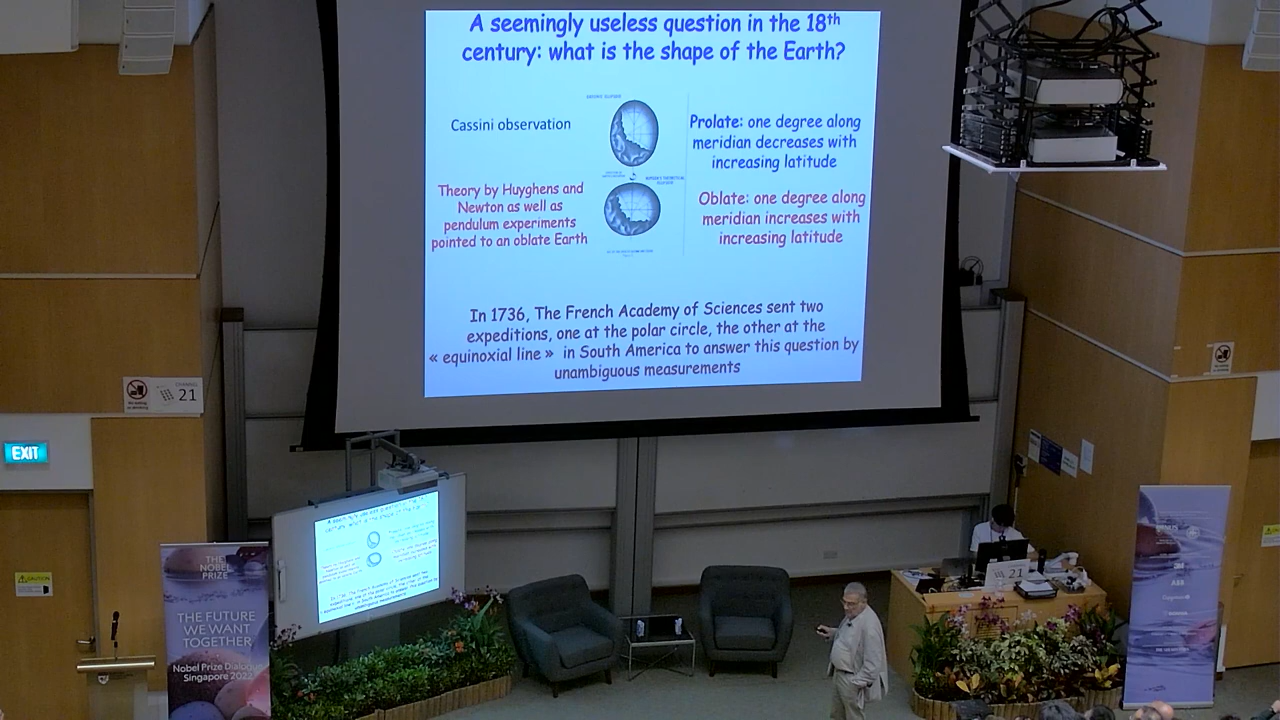 A seemingly useless question in the 18th
century: what is the shape of the Earth?
Cassini observation
Prolate: one degree along
meridian decreases with
increasing latitude
Theory by Huyghens and
Newton as well as
pendulum experiments
pointed to an oblate Earth
Oblate: one degree along
meridian increases with
increasing latitude
In 1736, The French Academy of Sciences sent two
expeditions, one at the polar circle, the other at the
« equinoxial line » in South America to answer this question by
unambiguous measurements
21
EXIT
CAUTION
THE
NOBEL
PRIZE
THE FUTURE
WE WANT
TOGETHER
Nobel Prize Dialogue
Singapore 2022
21
3M
ABB